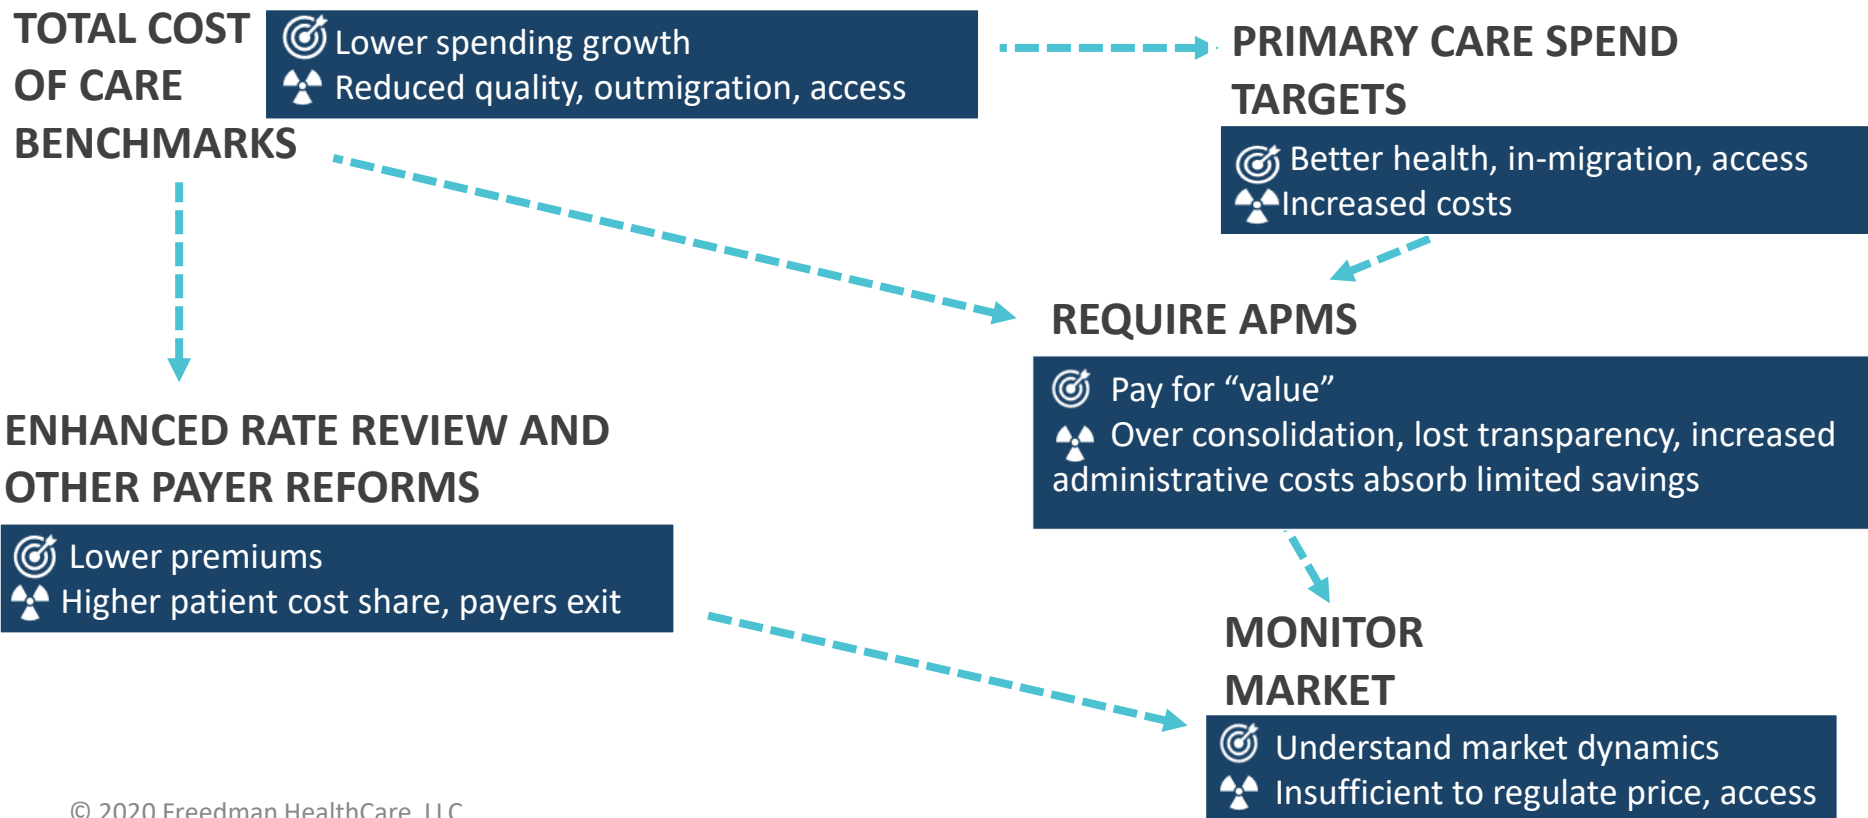 TOTAL COST
OF CARE
BENCHMARKS
Lower spending growth
Reduced quality, outmigration, access
PRIMARY CARE SPEND
TARGETS
Better health, in-migration, access
Increased costs
REQUIRE APMS
Pay for “value”
Over consolidation, lost transparency, increased
administrative costs absorb limited savings
ENHANCED RATE REVIEW AND
OTHER PAYER REFORMS
Lower premiums
Higher patient cost share, payers exit
MONITOR
MARKET
Understand market dynamics
Insufficient to regulate price, access
© 2020 Freedman HealthCare, LLC